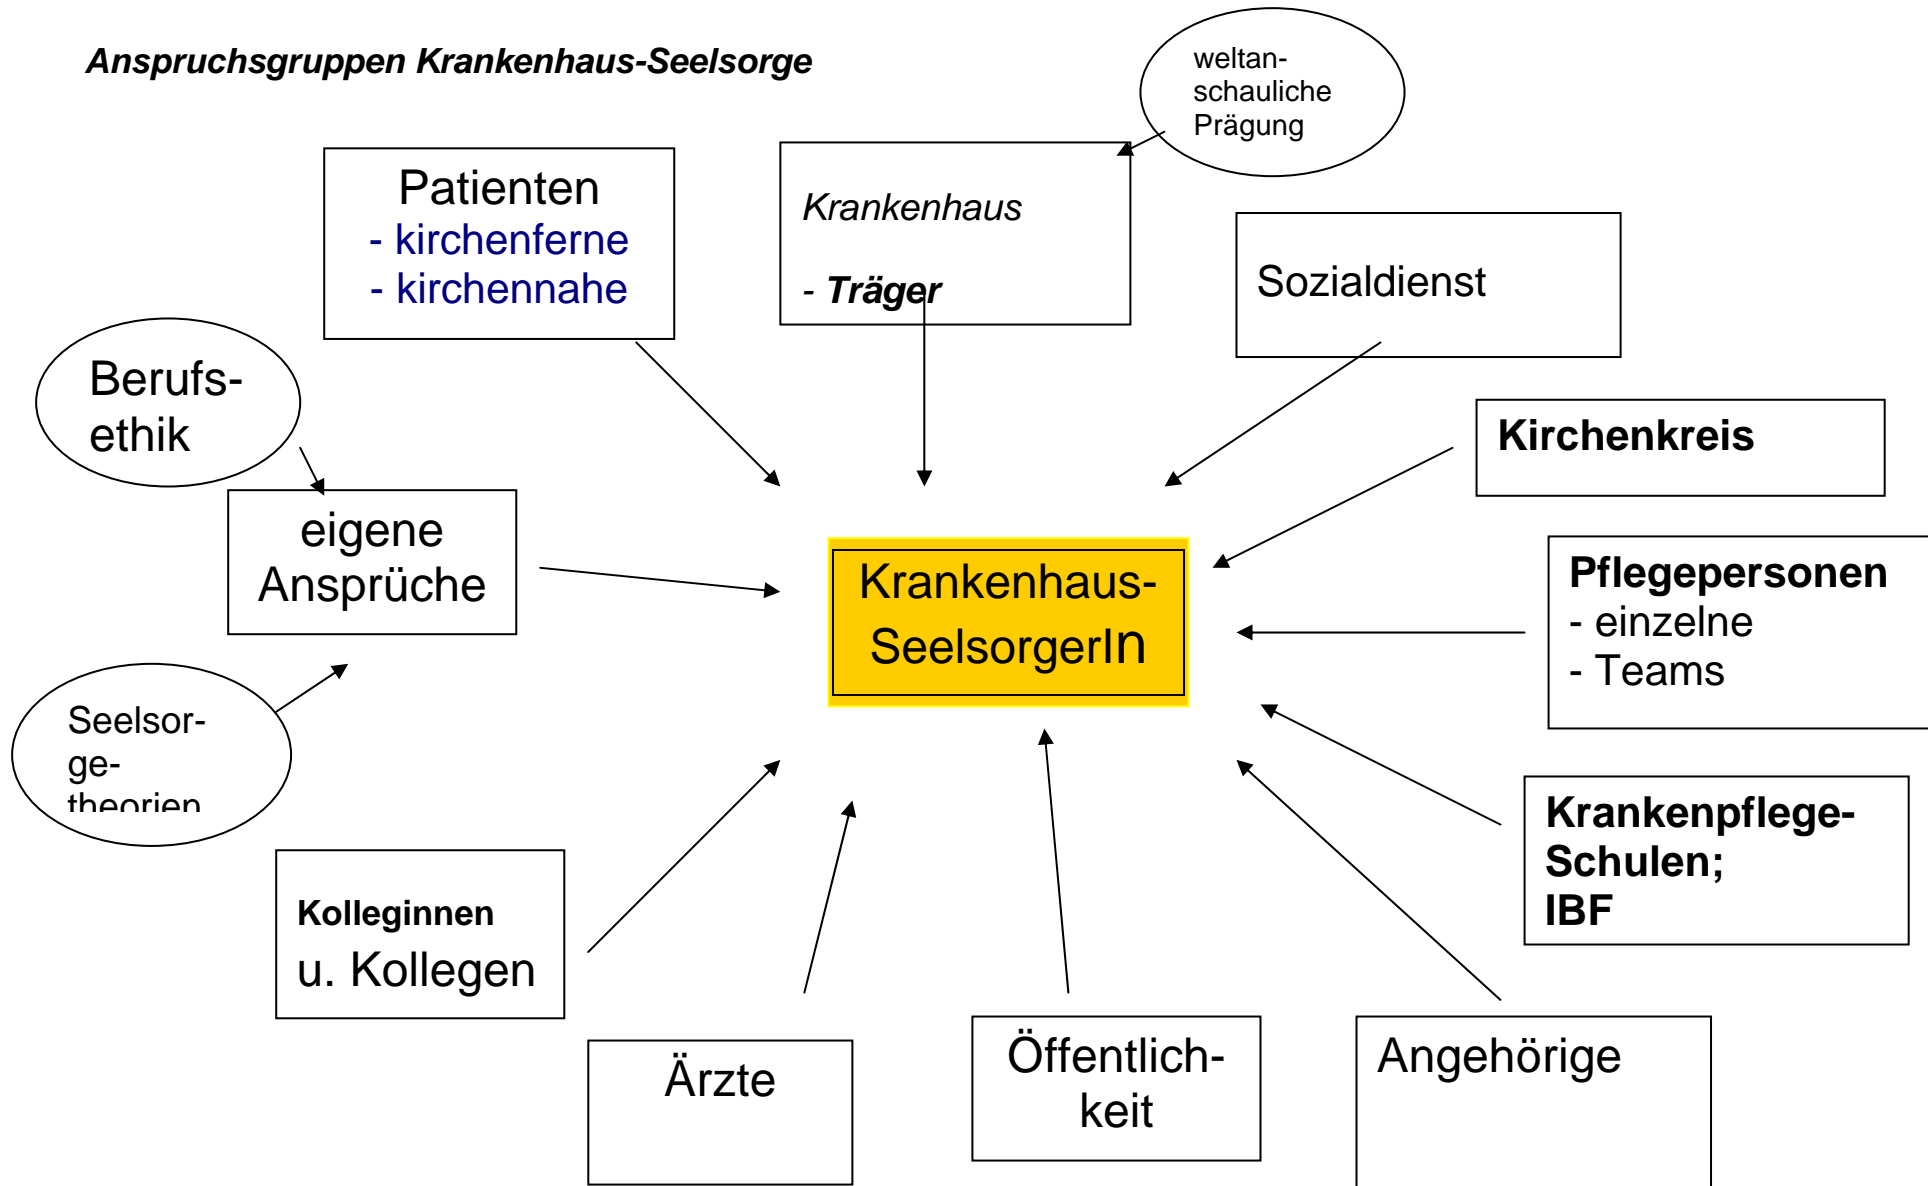 Anspruchsgruppen Krankenhaus-Seelsorge
weltan-
schauliche
Prägung
Patienten
- kirchenferne
- kirchennahe
Krankenhaus
- Träger
Sozialdienst
Berufs-
ethik
Kirchenkreis
eigene
Ansprüche
Krankenhaus-
SeelsorgerIn
Pflegepersonen
- einzelne
- Teams
Seelsor-
ge-
theorien
Krankenpflege-
Schulen;
IBF
Kolleginnen
u. Kollegen
Ärzte
Öffentlich-
keit
Angehörige